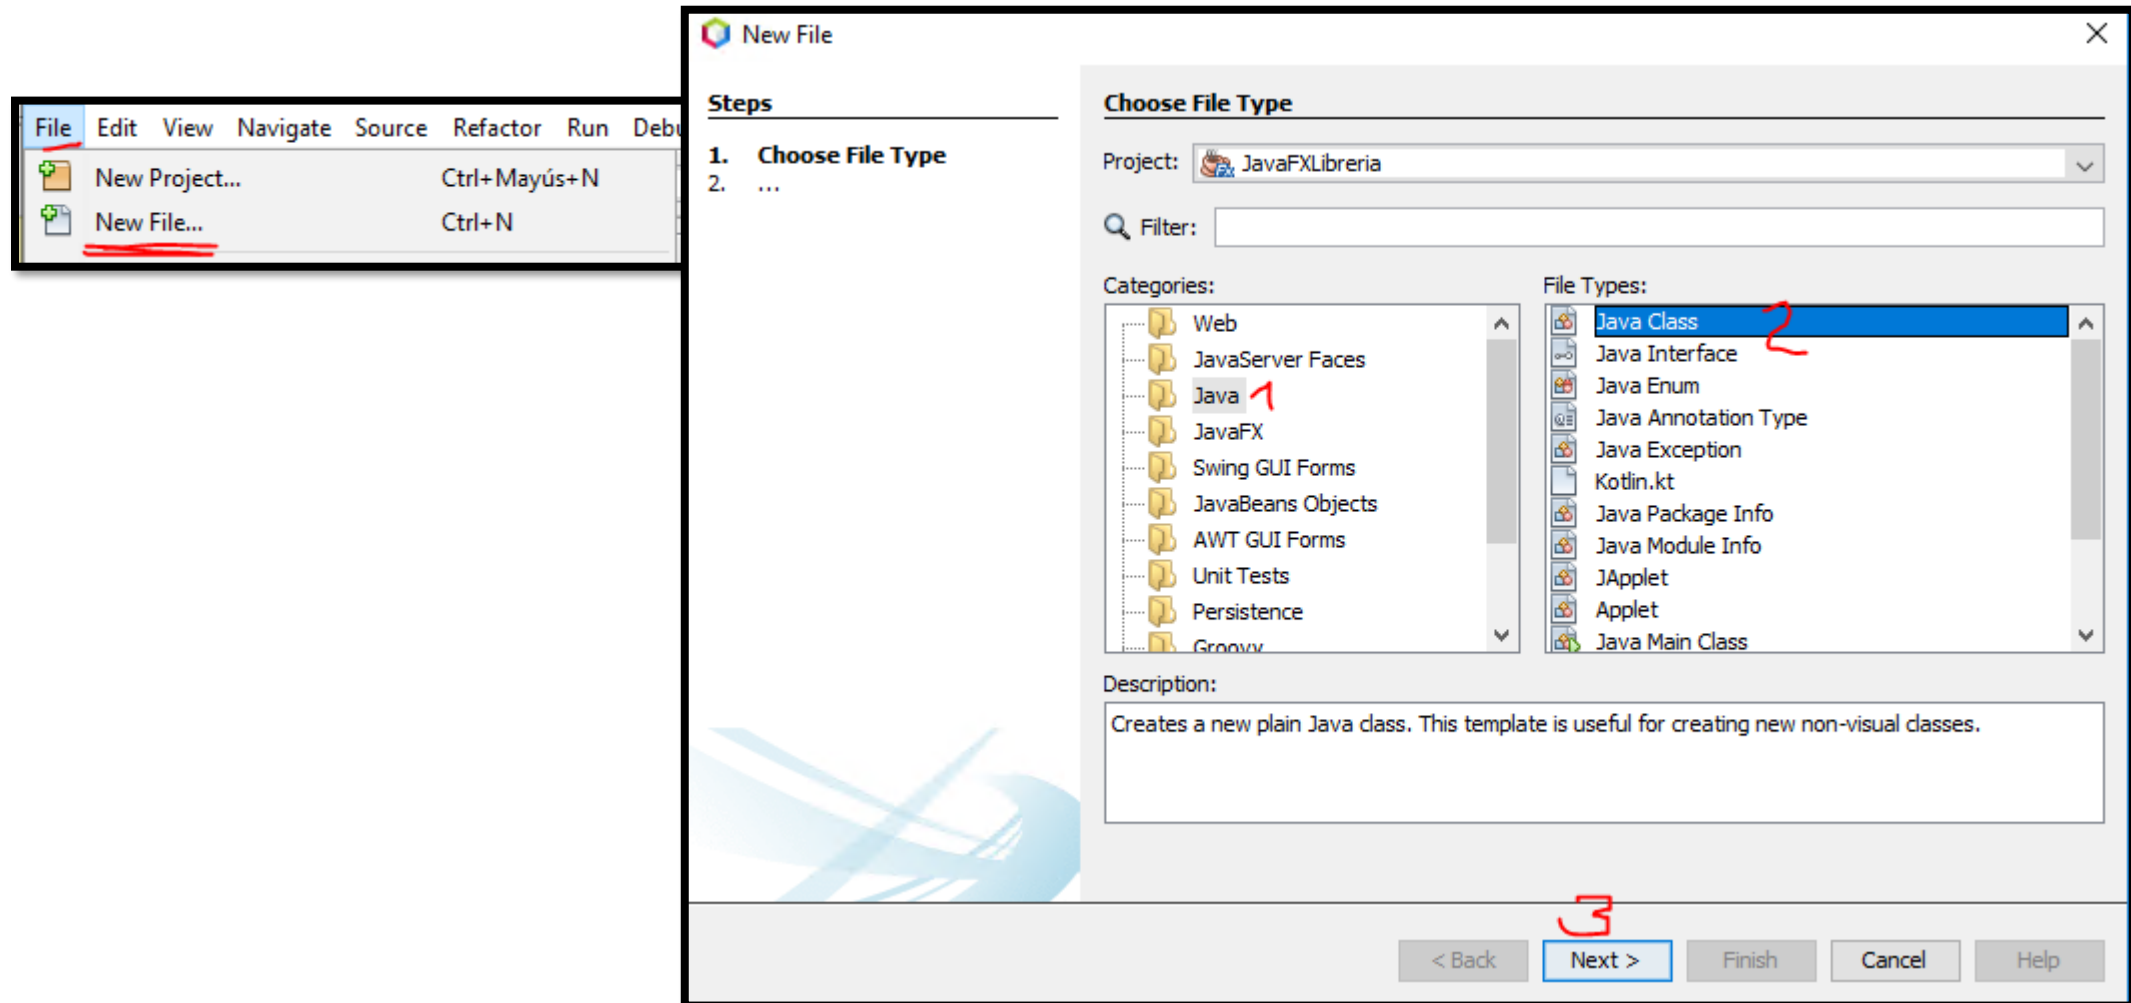 File Edit View Navigate Source Refactor Run Debu
New Project... Ctrl+Mayús+N
New File... Ctrl+N
New File
Steps
1. Choose File Type
2. ...
Choose File Type
Project: JavaFXLibreria
Filter:
Categories:
Web
JavaServer Faces
Java 1
JavaFX
Swing GUI Forms
JavaBeans Objects
AWT GUI Forms
Unit Tests
Persistence
Groovy
File Types:
Java Class 2
Java Interface
Java Enum
Java Annotation Type
Java Exception
Kotlin.kt
Java Package Info
Java Module Info
JApplet
Applet
Java Main Class
Description:
Creates a new plain Java class. This template is useful for creating new non-visual classes.
3
< Back Next > Finish Cancel Help